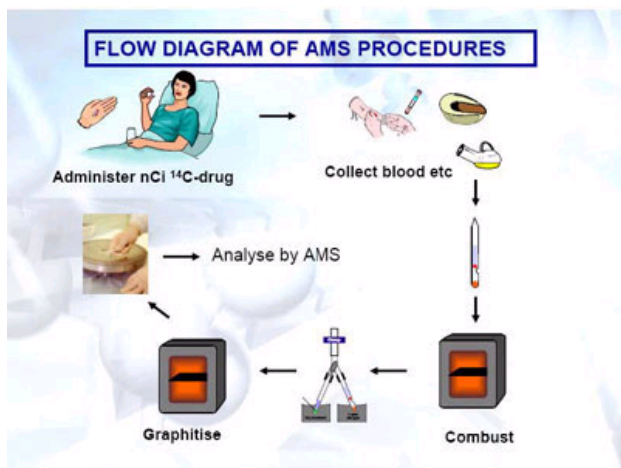 FLOW DIAGRAM OF AMS PROCEDURES
Administer nCi ¹⁴C-drug
Collect blood etc
Analyse by AMS
Graphitise
Combust